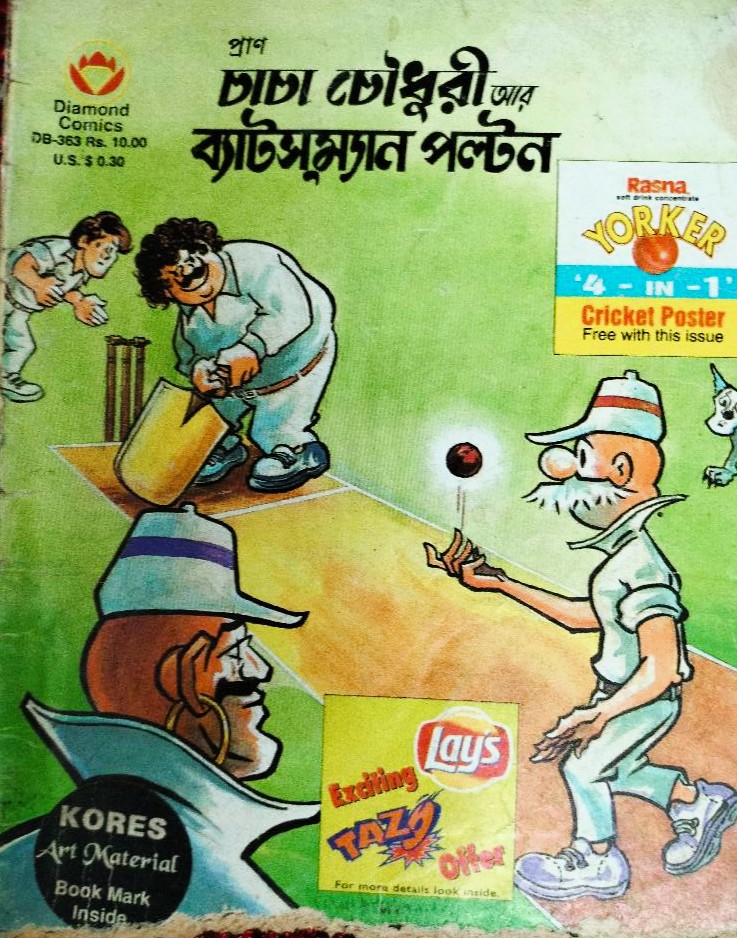 প্রাণ
চাচা চৌধুরী আর
ব্যাটস্‌ম্যান পল্টন
Diamond
Comics
DB-363 Rs. 10.00
U.S. $ 0.30
Rasna
soft drink concentrate
YORKER
'4 - IN - 1'
Cricket Poster
Free with this issue
Lay's
Exciting
TAZO
Offer
For more details look inside.
KORES
Art Material
Book Mark
Inside